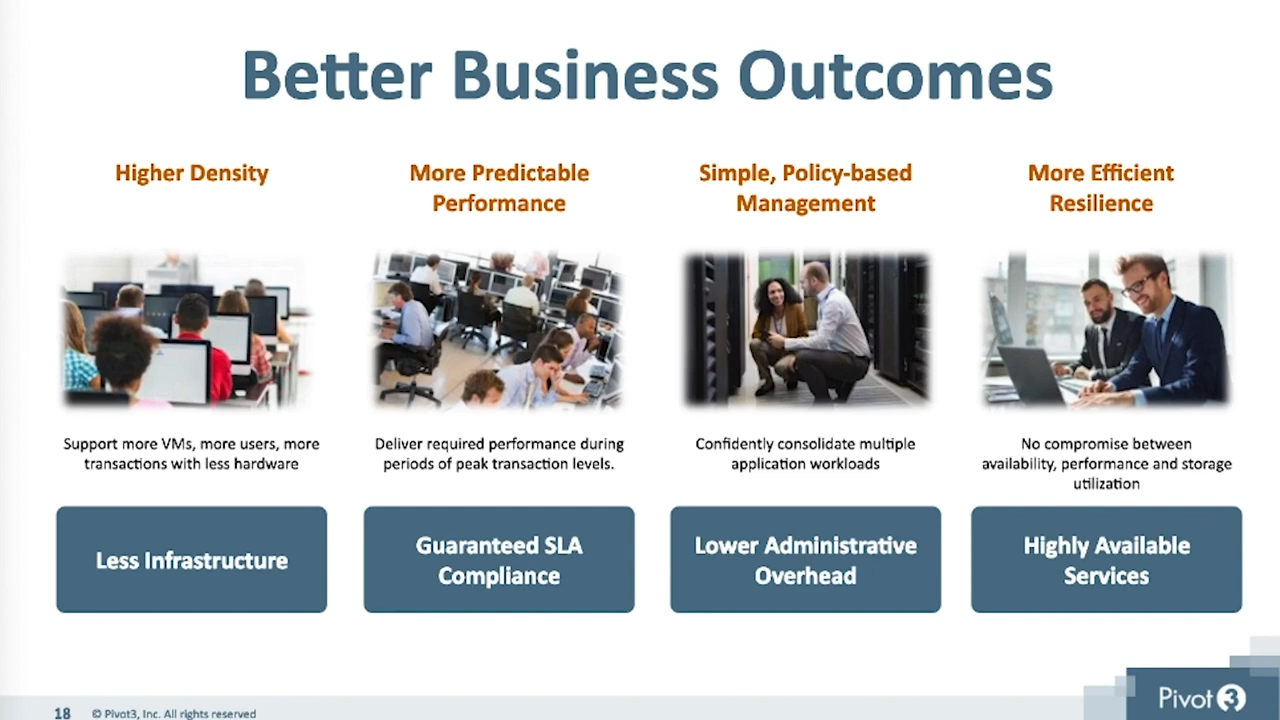 Better Business Outcomes
Higher Density
More Predictable
Performance
Simple, Policy-based
Management
More Efficient
Resilience
Support more VMs, more users, more
transactions with less hardware
Deliver required performance during
periods of peak transaction levels.
Confidently consolidate multiple
application workloads
No compromise between
availability, performance and storage
utilization
Less Infrastructure
Guaranteed SLA
Compliance
Lower Administrative
Overhead
Highly Available
Services
18 © Pivot3, Inc. All rights reserved
Pivot3